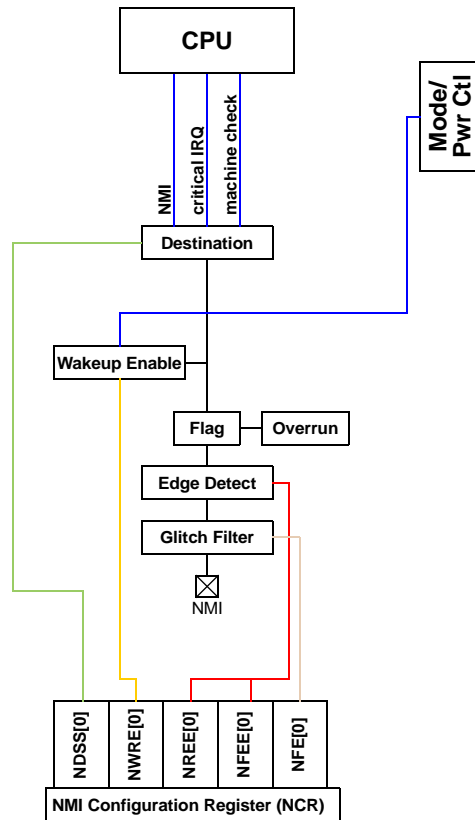 CPU
Mode/
Pwr Ctl
NMI
critical IRQ
machine check
Destination
Wakeup Enable
Flag
Overrun
Edge Detect
Glitch Filter
NMI
NDSS[0]
NWRE[0]
NREE[0]
NFEE[0]
NFE[0]
NMI Configuration Register (NCR)